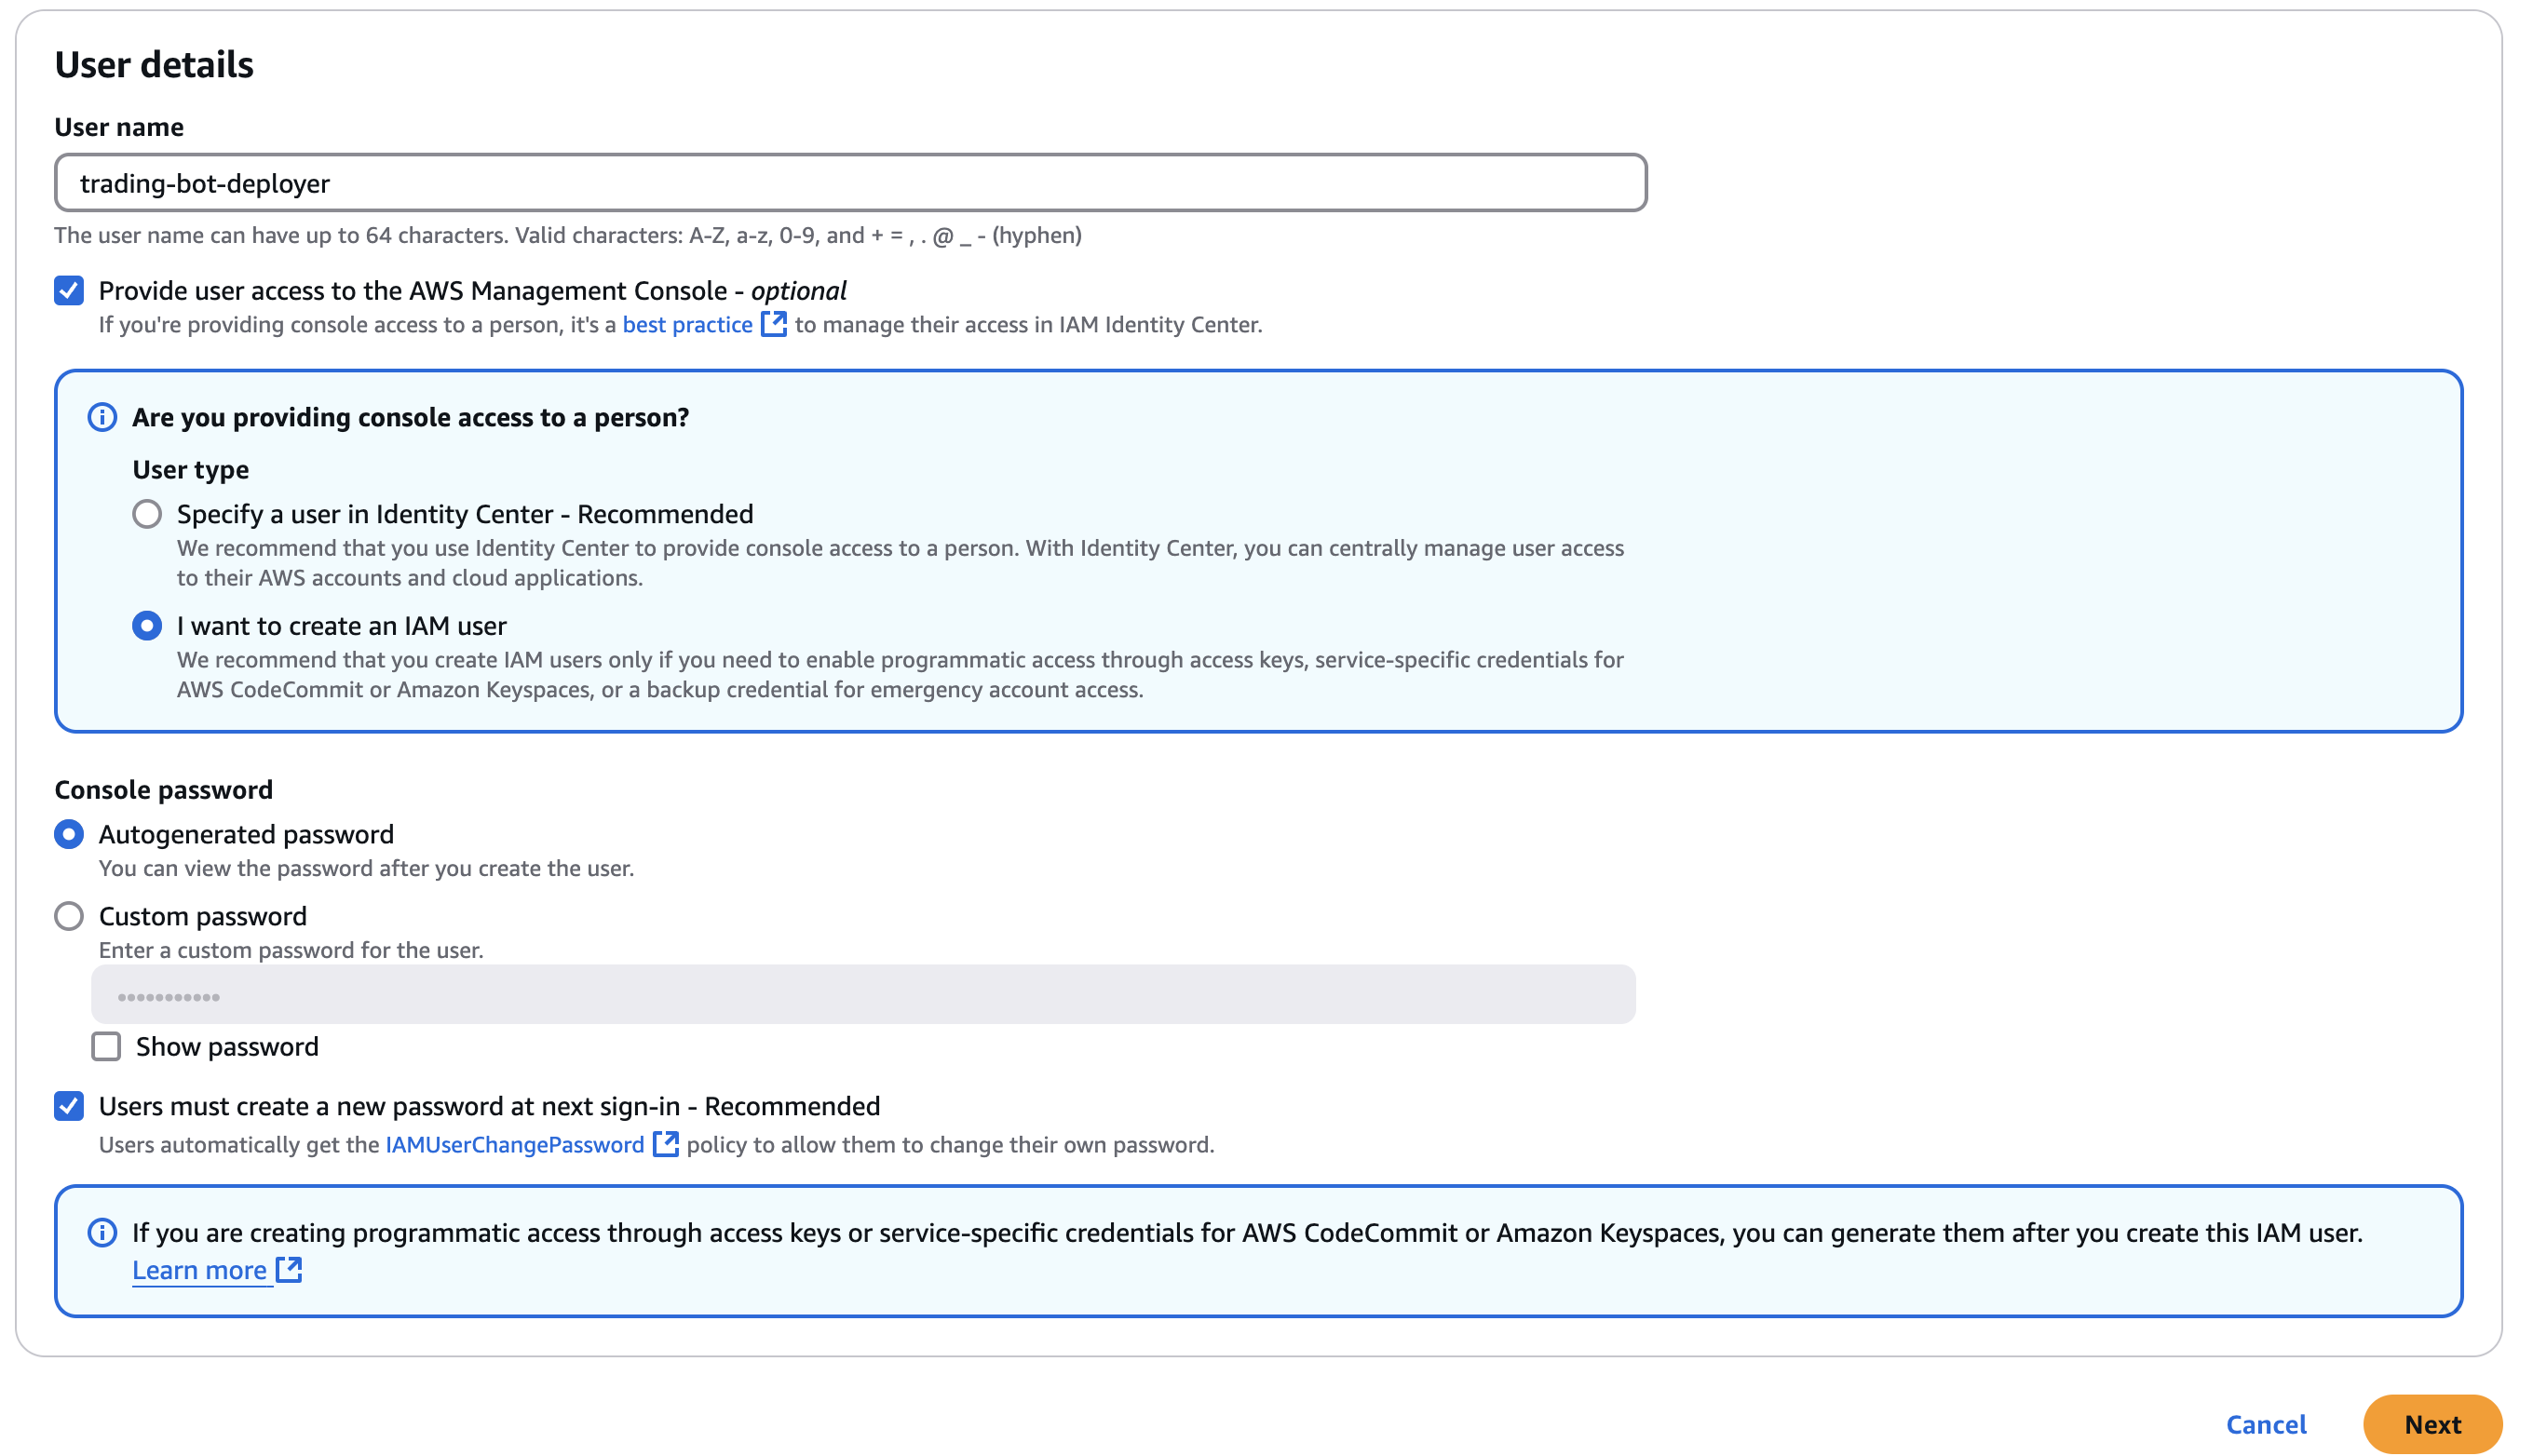 User details
User name
trading-bot-deployer
The user name can have up to 64 characters. Valid characters: A-Z, a-z, 0-9, and + = , . @ _ - (hyphen)
Provide user access to the AWS Management Console - optional
If you're providing console access to a person, it's a best practice to manage their access in IAM Identity Center.
Are you providing console access to a person?
User type
Specify a user in Identity Center - Recommended
We recommend that you use Identity Center to provide console access to a person. With Identity Center, you can centrally manage user access
to their AWS accounts and cloud applications.
I want to create an IAM user
We recommend that you create IAM users only if you need to enable programmatic access through access keys, service-specific credentials for
AWS CodeCommit or Amazon Keyspaces, or a backup credential for emergency account access.
Console password
Autogenerated password
You can view the password after you create the user.
Custom password
Enter a custom password for the user.
•••••••••••
Show password
Users must create a new password at next sign-in - Recommended
Users automatically get the IAMUserChangePassword policy to allow them to change their own password.
If you are creating programmatic access through access keys or service-specific credentials for AWS CodeCommit or Amazon Keyspaces, you can generate them after you create this IAM user.
Learn more
Cancel Next